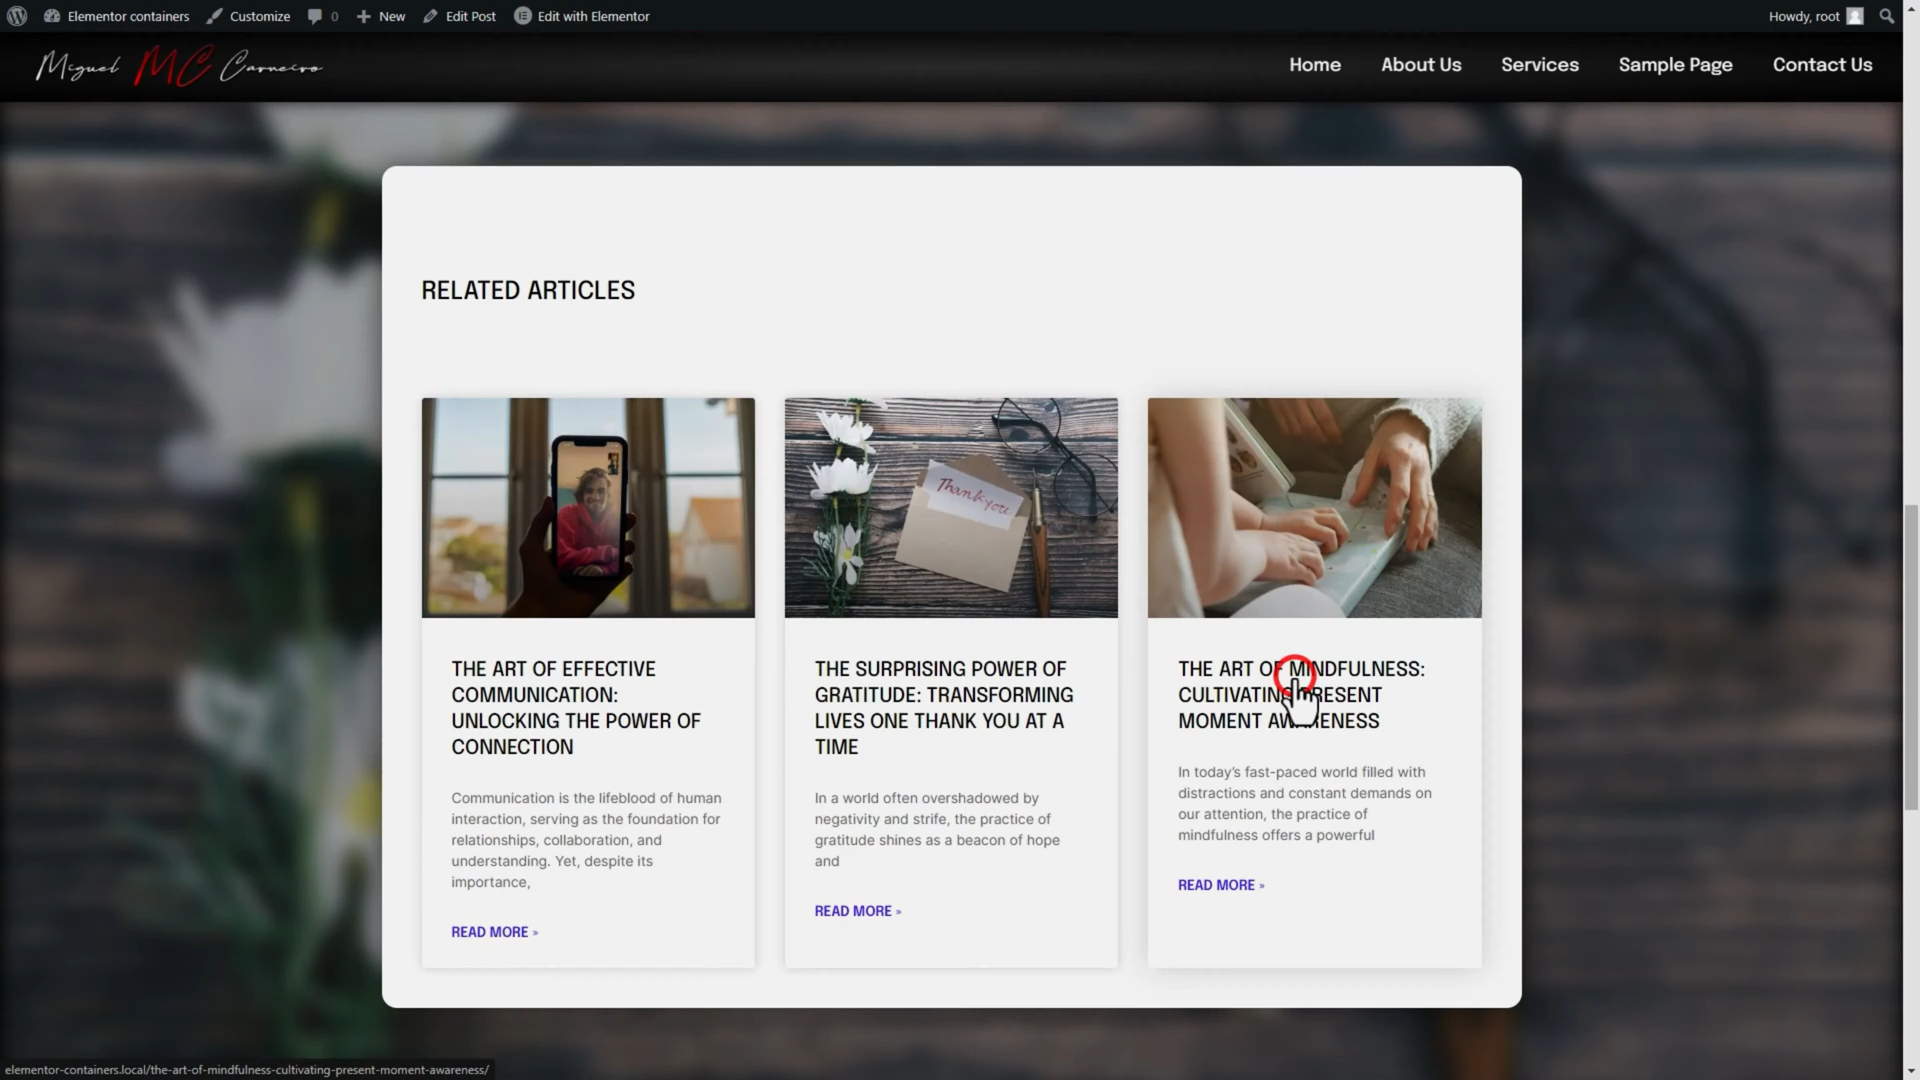 Elementor containers Customize 0 New Edit Post Edit with Elementor Howdy, root
Miguel MC Carneiro
Home About Us Services Sample Page Contact Us
RELATED ARTICLES
Thank you
THE ART OF EFFECTIVE
COMMUNICATION:
UNLOCKING THE POWER OF
CONNECTION
Communication is the lifeblood of human
interaction, serving as the foundation for
relationships, collaboration, and
understanding. Yet, despite its
importance,
READ MORE »
THE SURPRISING POWER OF
GRATITUDE: TRANSFORMING
LIVES ONE THANK YOU AT A
TIME
In a world often overshadowed by
negativity and strife, the practice of
gratitude shines as a beacon of hope
and
READ MORE »
THE ART OF MINDFULNESS:
CULTIVATING PRESENT
MOMENT AWARENESS
In today's fast-paced world filled with
distractions and constant demands on
our attention, the practice of
mindfulness offers a powerful
READ MORE »
elementor-containers.local/the-art-of-mindfulness-cultivating-present-moment-awareness/